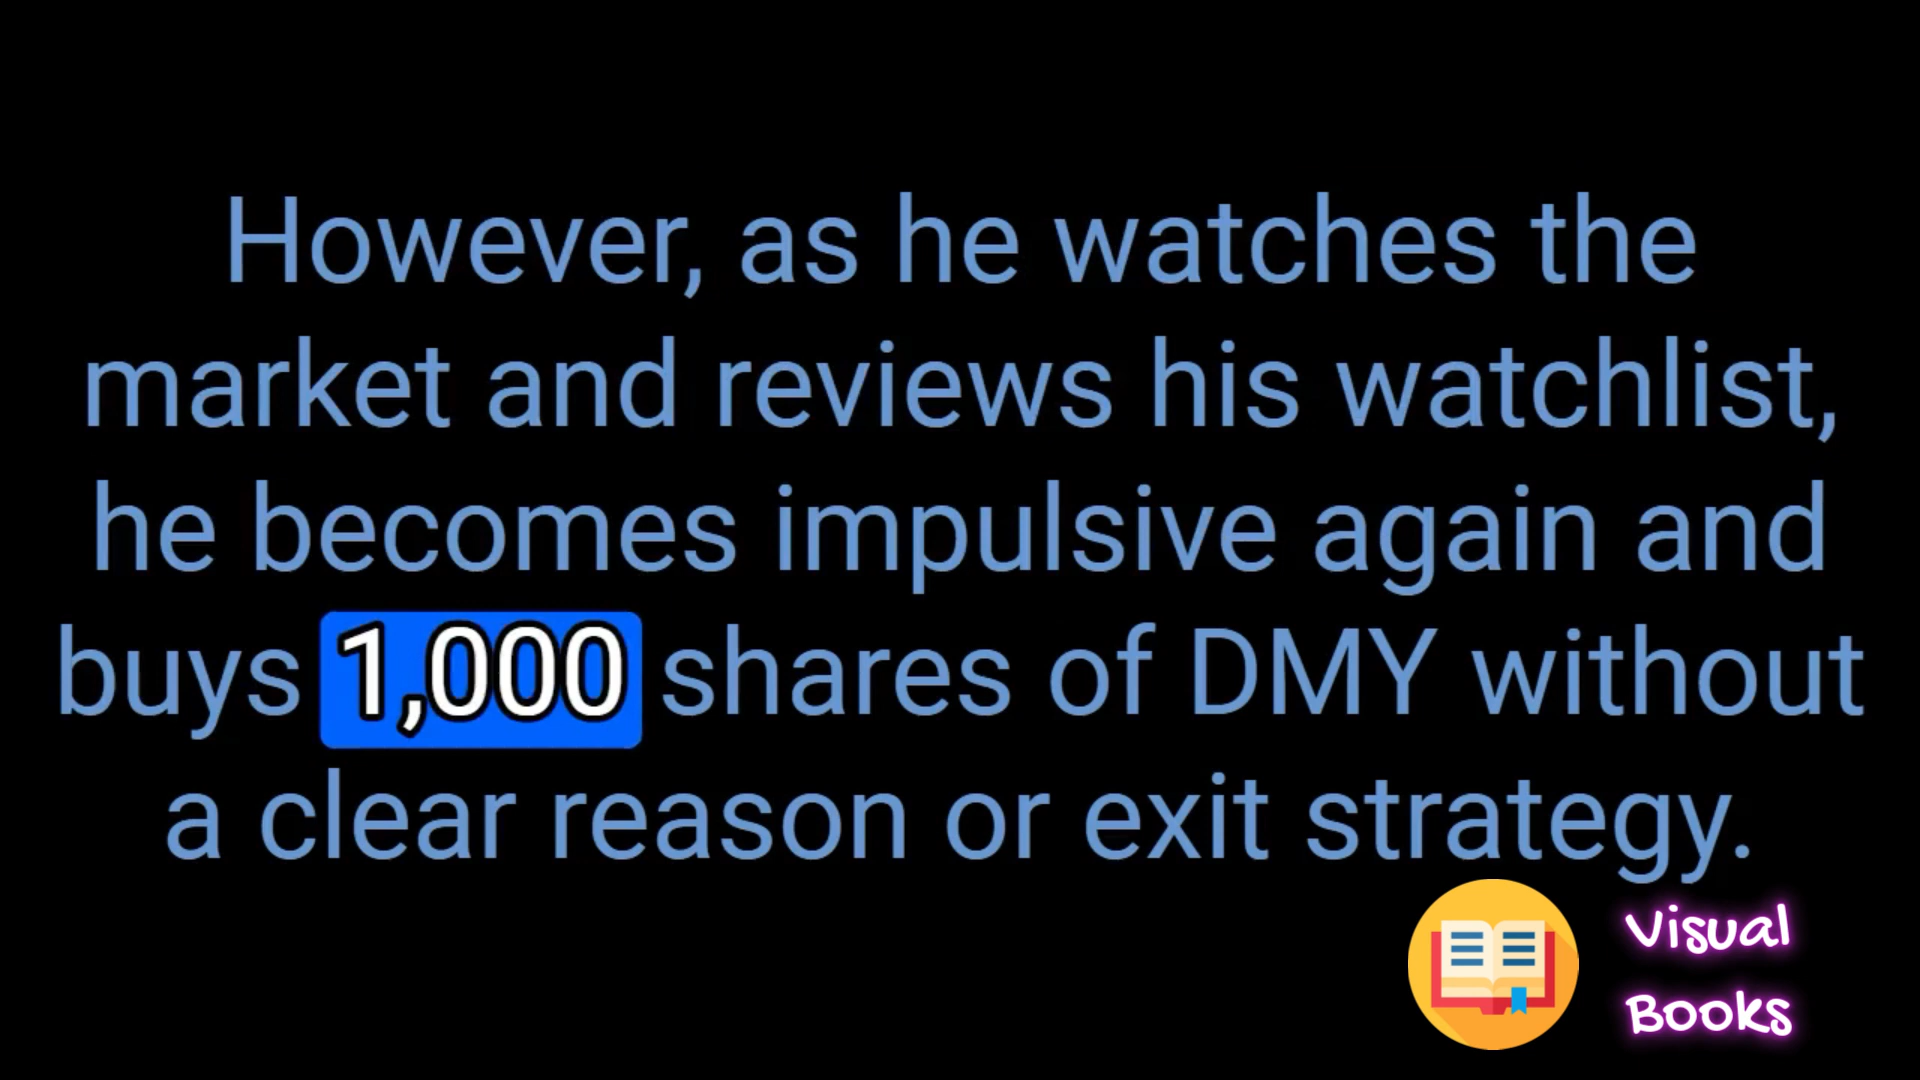 However, as he watches the
market and reviews his watchlist,
he becomes impulsive again and
buys 1,000 shares of DMY without
a clear reason or exit strategy.
Visual
Books